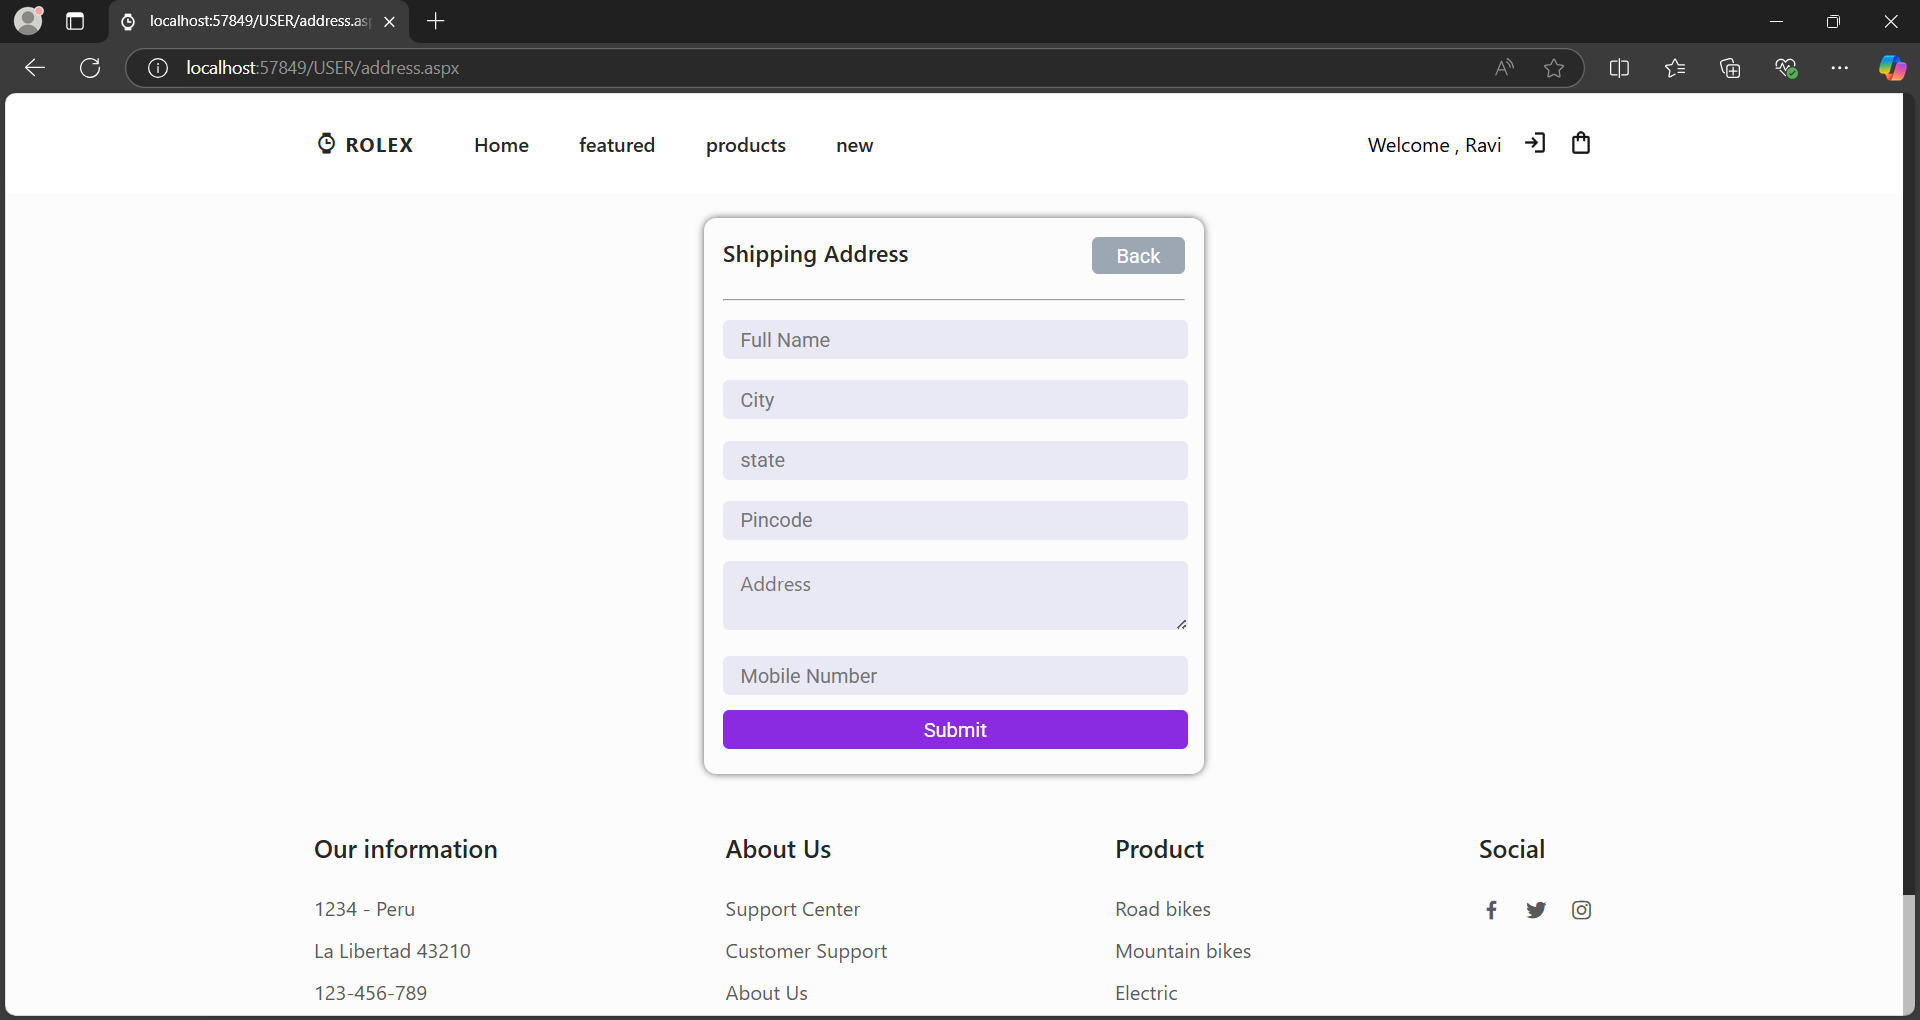 localhost:57849/USER/address.as
localhost:57849/USER/address.aspx
ROLEX Home featured products new Welcome , Ravi
Shipping Address Back
Full Name
City
state
Pincode
Address
Mobile Number
Submit
Our information About Us Product Social
1234 - Peru Support Center Road bikes
La Libertad 43210 Customer Support Mountain bikes
123-456-789 About Us Electric